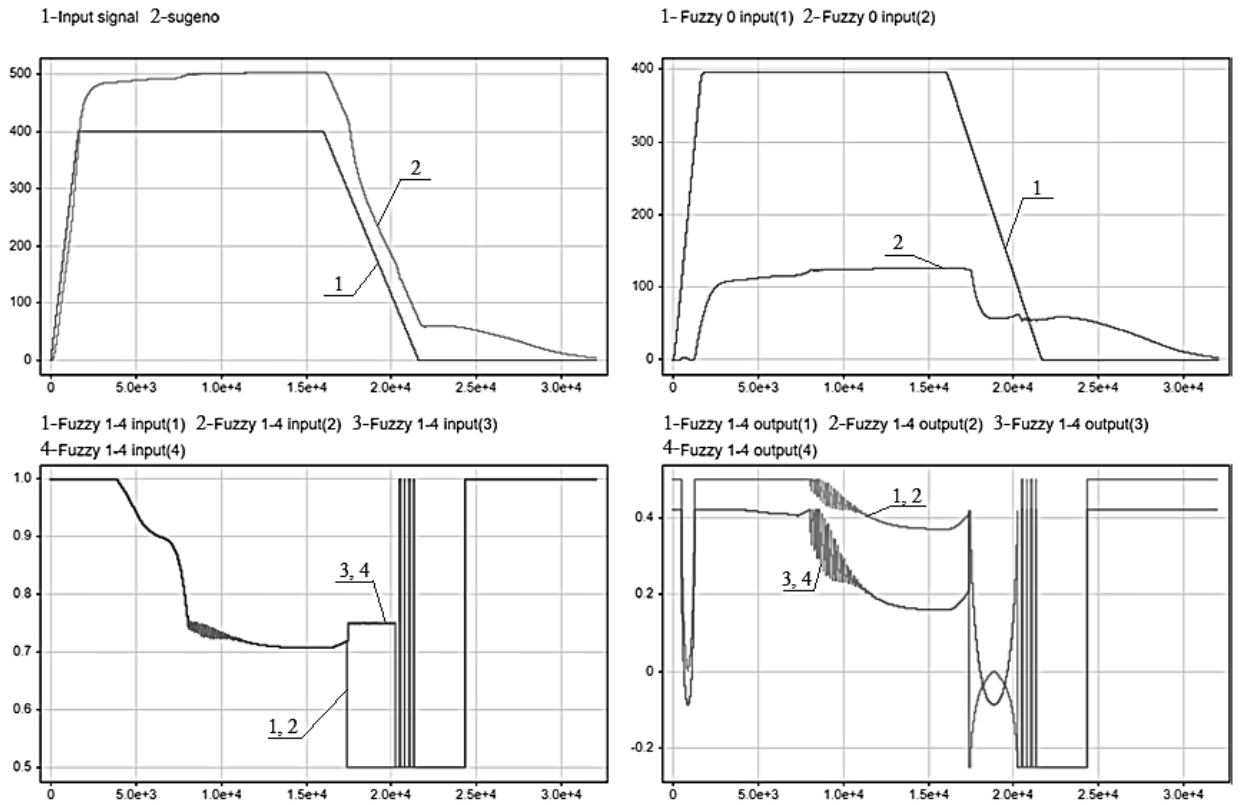 1-Input signal 2-sugeno
500
400
300
200
100
0
0 5.0e+3 1.0e+4 1.5e+4 2.0e+4 2.5e+4 3.0e+4
2
1
1-Fuzzy 0 input(1) 2-Fuzzy 0 input(2)
400
300
200
100
0
0 5.0e+3 1.0e+4 1.5e+4 2.0e+4 2.5e+4 3.0e+4
1
2
1-Fuzzy 1-4 input(1) 2-Fuzzy 1-4 input(2) 3-Fuzzy 1-4 input(3)
4-Fuzzy 1-4 input(4)
1.0
0.9
0.8
0.7
0.6
0.5
0 5.0e+3 1.0e+4 1.5e+4 2.0e+4 2.5e+4 3.0e+4
3, 4
1, 2
1-Fuzzy 1-4 output(1) 2-Fuzzy 1-4 output(2) 3-Fuzzy 1-4 output(3)
4-Fuzzy 1-4 output(4)
0.4
0.2
0
-0.2
0 5.0e+3 1.0e+4 1.5e+4 2.0e+4 2.5e+4 3.0e+4
1, 2
3, 4